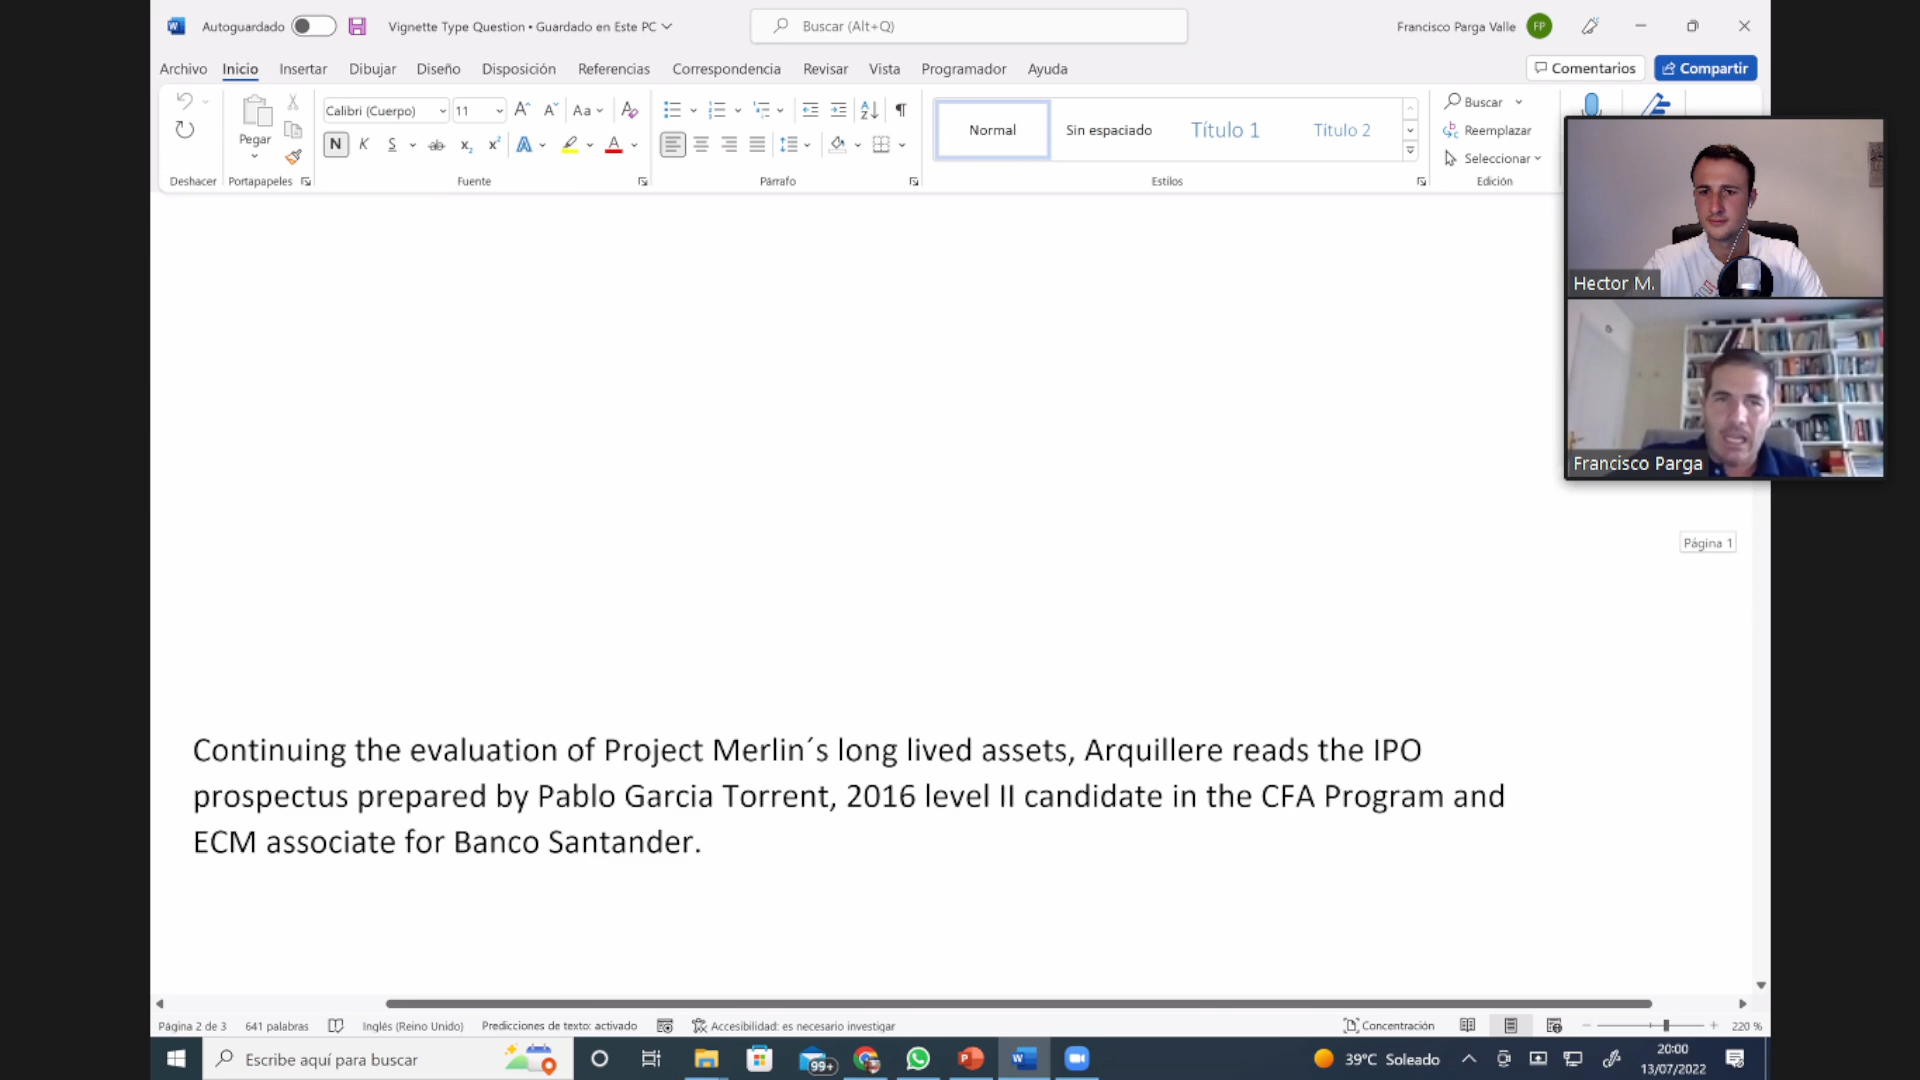 Autoguardado
Vignette Type Question • Guardado en Este PC
Buscar (Alt+Q)
Francisco Parga Valle
FP
Archivo Inicio Insertar Dibujar Diseño Disposición Referencias Correspondencia Revisar Vista Programador Ayuda
Comentarios
Compartir
Pegar
Calibri (Cuerpo)
11
Aa
N K S ab x₂ x² A A
Normal
Sin espaciado
Título 1
Título 2
Buscar
Reemplazar
Seleccionar
Deshacer
Portapapeles
Fuente
Párrafo
Estilos
Edición
Hector M.
Francisco Parga
Página 1
Continuing the evaluation of Project Merlin´s long lived assets, Arquillere reads the IPO
prospectus prepared by Pablo Garcia Torrent, 2016 level II candidate in the CFA Program and
ECM associate for Banco Santander.
Página 2 de 3
641 palabras
Inglés (Reino Unido)
Predicciones de texto: activado
Accesibilidad: es necesario investigar
Concentración
220 %
Escribe aquí para buscar
99+
39°C Soleado
20:00
13/07/2022